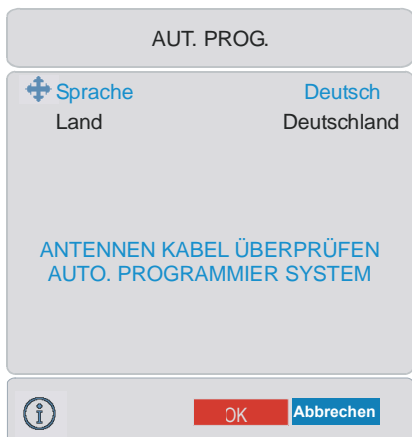 AUT. PROG.
Sprache Deutsch
Land Deutschland
ANTENNEN KABEL ÜBERPRÜFEN
AUTO. PROGRAMMIER SYSTEM
OK Abbrechen